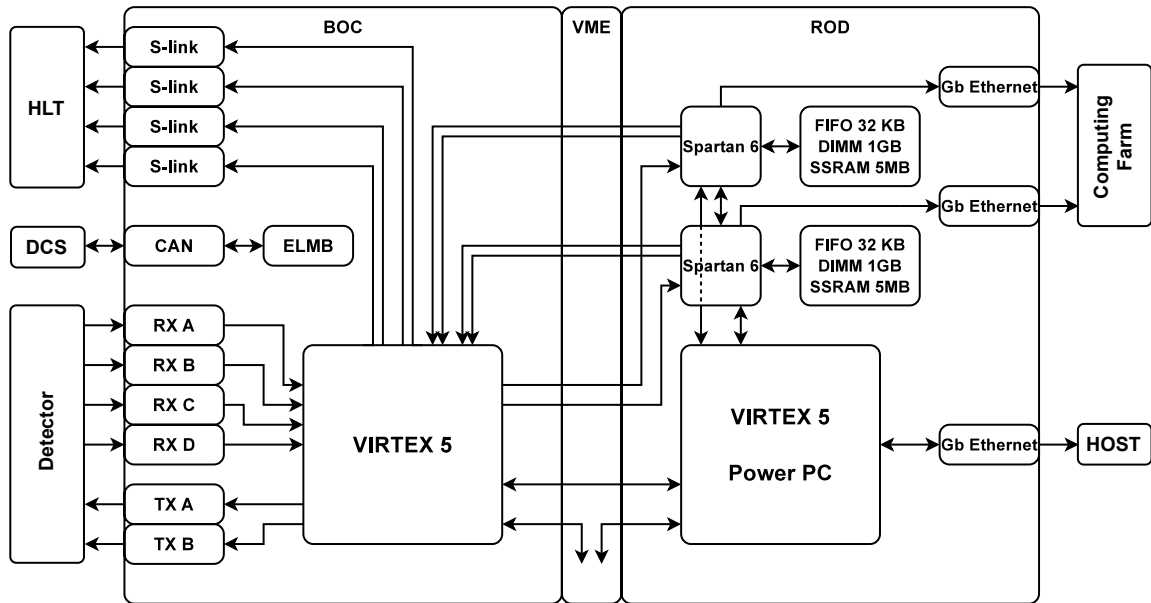 BOC
VME
ROD
HLT
S-link
S-link
S-link
S-link
DCS
CAN
ELMB
Detector
RX A
RX B
RX C
RX D
TX A
TX B
VIRTEX 5
Spartan 6
FIFO 32 KB
DIMM 1GB
SSRAM 5MB
Gb Ethernet
Spartan 6
FIFO 32 KB
DIMM 1GB
SSRAM 5MB
Gb Ethernet
Computing
Farm
VIRTEX 5
Power PC
Gb Ethernet
HOST